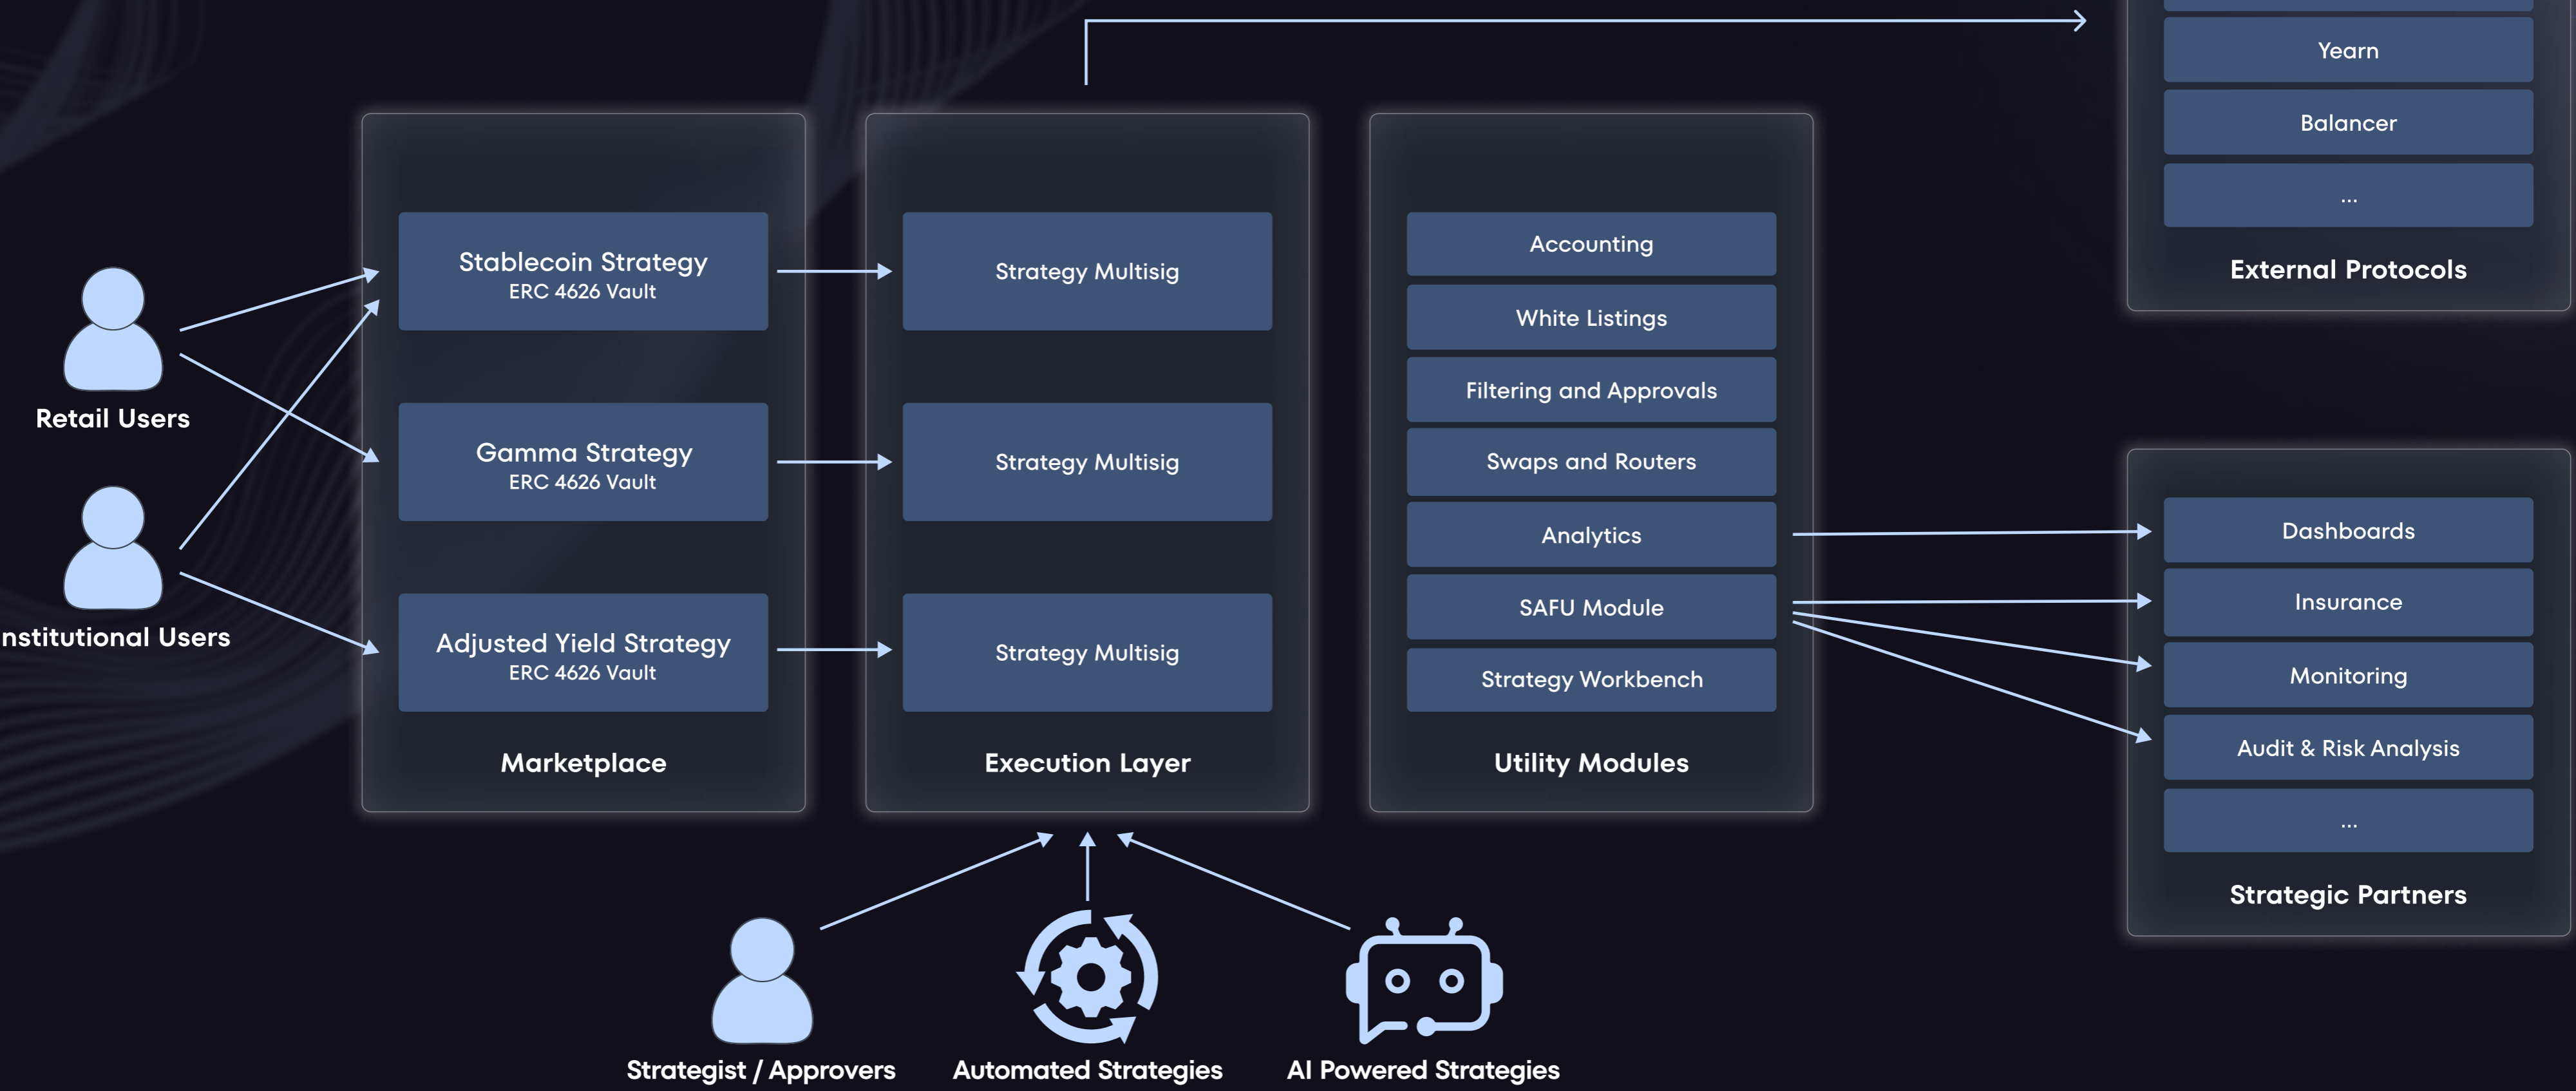 Yearn
Balancer
...
External Protocols
Retail Users
nstitutional Users
Stablecoin Strategy
ERC 4626 Vault
Gamma Strategy
ERC 4626 Vault
Adjusted Yield Strategy
ERC 4626 Vault
Marketplace
Strategy Multisig
Strategy Multisig
Strategy Multisig
Execution Layer
Accounting
White Listings
Filtering and Approvals
Swaps and Routers
Analytics
SAFU Module
Strategy Workbench
Utility Modules
Dashboards
Insurance
Monitoring
Audit & Risk Analysis
...
Strategic Partners
Strategist / Approvers
Automated Strategies
AI Powered Strategies